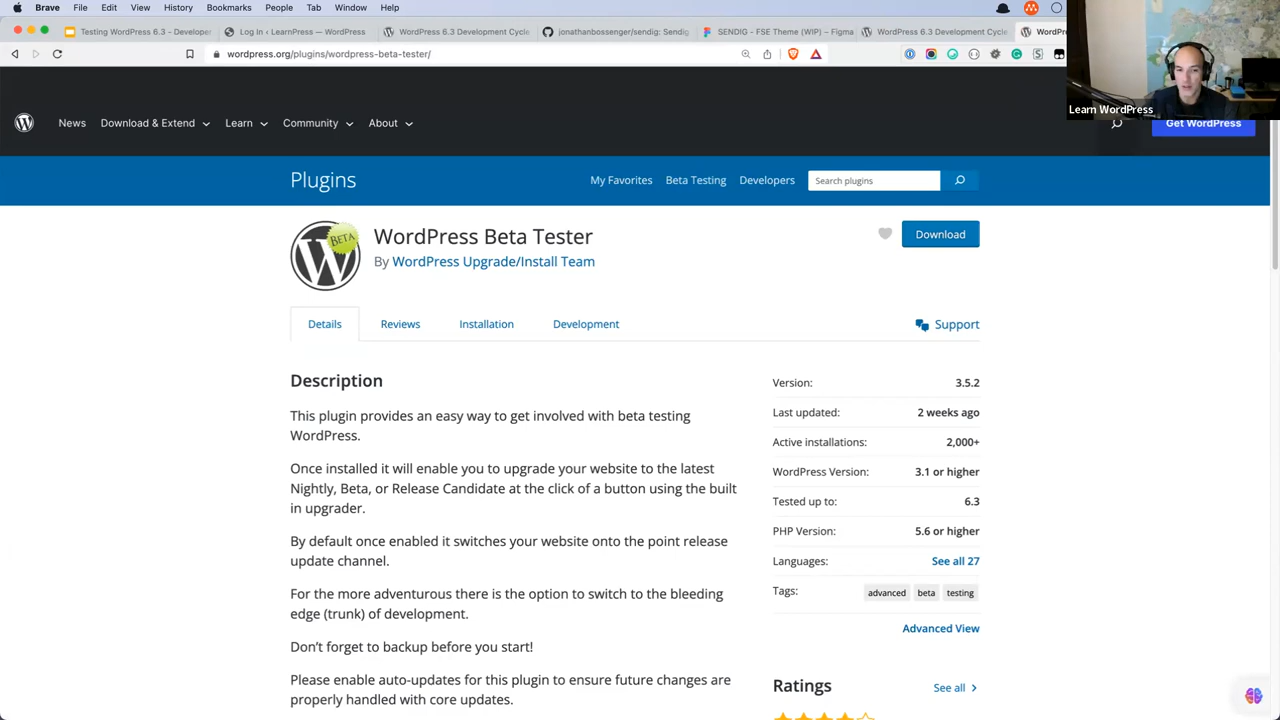 Brave File Edit View History Bookmarks People Tab Window Help
Testing WordPress 6.3 - Developer
Log In ‹ LearnPress — WordPress
WordPress 6.3 Development Cycle
jonathanbossenger/sendig: Sendig
SENDIG - FSE Theme (WIP) – Figma
WordPress 6.3 Development Cycle
WordPr
wordpress.org/plugins/wordpress-beta-tester/
Learn WordPress
News Download & Extend Learn Community About
Get WordPress
Plugins
My Favorites Beta Testing Developers Search plugins
BETA
WordPress Beta Tester
By WordPress Upgrade/Install Team
Download
Details Reviews Installation Development
Support
Description
This plugin provides an easy way to get involved with beta testing
WordPress.
Once installed it will enable you to upgrade your website to the latest
Nightly, Beta, or Release Candidate at the click of a button using the built
in upgrader.
By default once enabled it switches your website onto the point release
update channel.
For the more adventurous there is the option to switch to the bleeding
edge (trunk) of development.
Don’t forget to backup before you start!
Please enable auto-updates for this plugin to ensure future changes are
properly handled with core updates.
Version: 3.5.2
Last updated: 2 weeks ago
Active installations: 2,000+
WordPress Version: 3.1 or higher
Tested up to: 6.3
PHP Version: 5.6 or higher
Languages: See all 27
Tags: advanced beta testing
Advanced View
Ratings See all